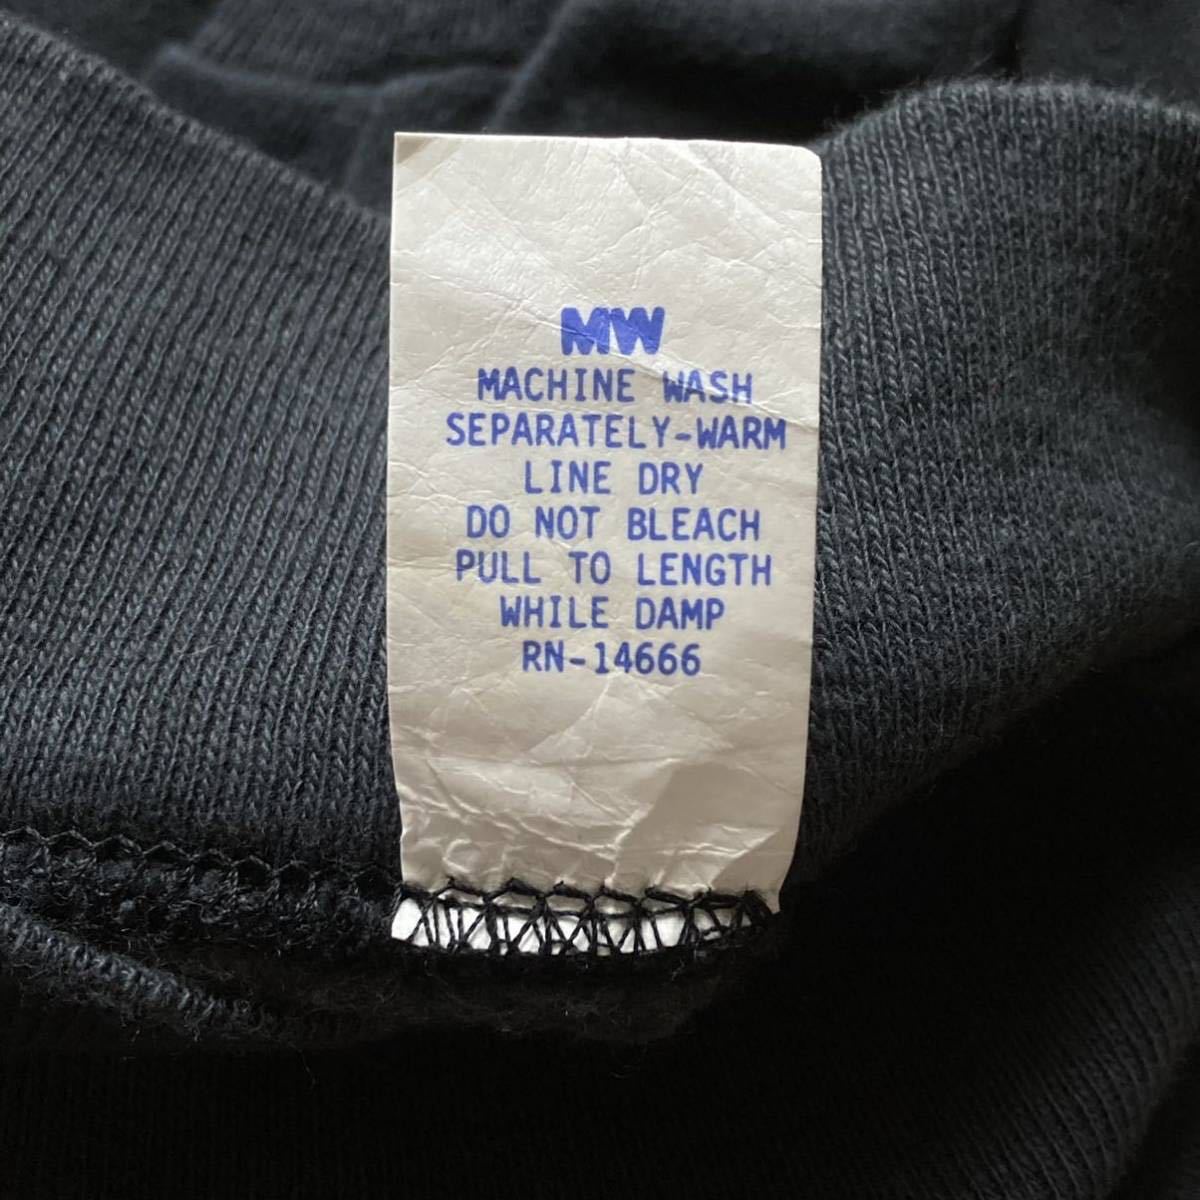 MW
MACHINE WASH
SEPARATELY-WARM
LINE DRY
DO NOT BLEACH
PULL TO LENGTH
WHILE DAMP
RN-14666